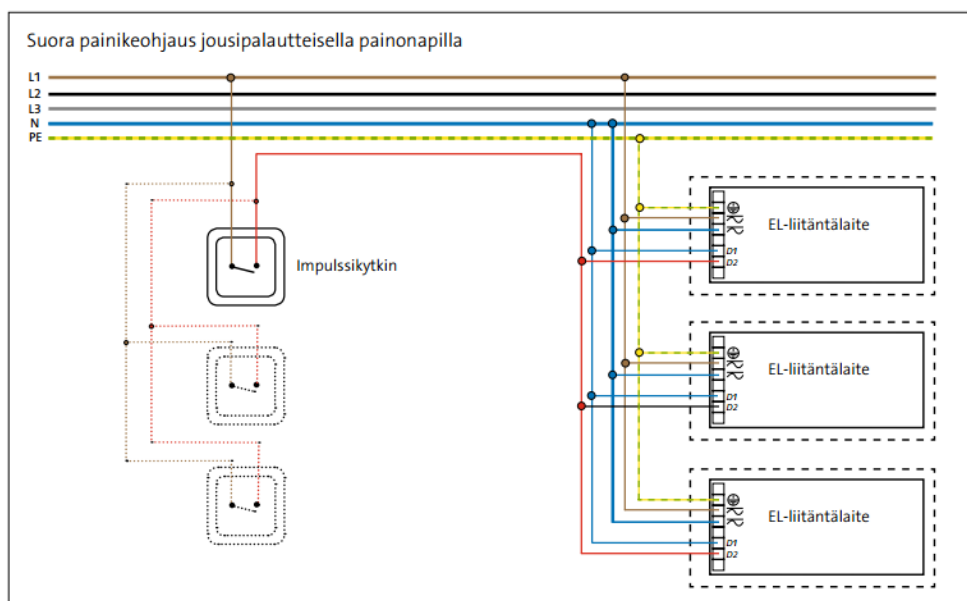 Suora painikeohjaus jousipalautteisella painonapilla
L1
L2
L3
N
PE
Impulssikytkin
EL-liitäntälaite
D1
D2
EL-liitäntälaite
D1
D2
EL-liitäntälaite
D1
D2